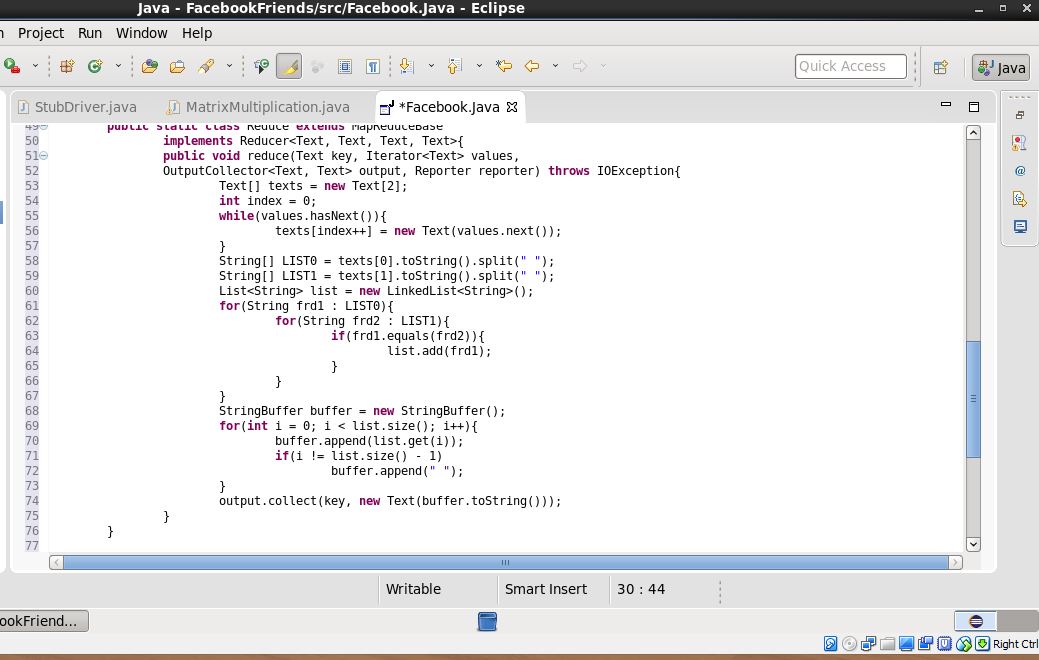 Java - FacebookFriends/src/Facebook.Java - Eclipse
Project Run Window Help
Quick Access
Java
StubDriver.java MatrixMultiplication.java *Facebook.Java
49 public static class Reduce extends MapReduceBase
50 implements Reducer<Text, Text, Text, Text>{
51 public void reduce(Text key, Iterator<Text> values,
52 OutputCollector<Text, Text> output, Reporter reporter) throws IOException{
53 Text[] texts = new Text[2];
54 int index = 0;
55 while(values.hasNext()){
56 texts[index++] = new Text(values.next());
57 }
58 String[] LIST0 = texts[0].toString().split(" ");
59 String[] LIST1 = texts[1].toString().split(" ");
60 List<String> list = new LinkedList<String>();
61 for(String frd1 : LIST0){
62 for(String frd2 : LIST1){
63 if(frd1.equals(frd2)){
64 list.add(frd1);
65 }
66 }
67 }
68 StringBuffer buffer = new StringBuffer();
69 for(int i = 0; i < list.size(); i++){
70 buffer.append(list.get(i));
71 if(i != list.size() - 1)
72 buffer.append(" ");
73 }
74 output.collect(key, new Text(buffer.toString()));
75 }
76 }
77
Writable Smart Insert 30 : 44
ookFriend...
Right Ctrl